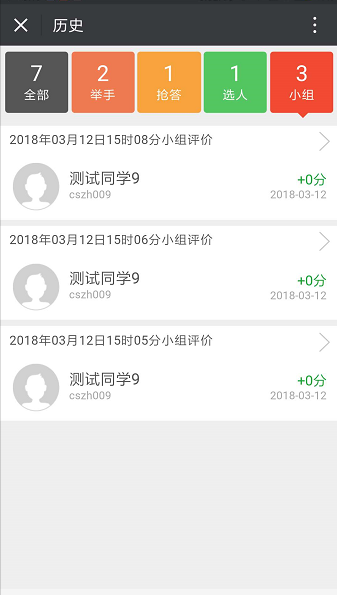 历史
7 2 1 1 3
全部 举手 抢答 选人 小组
2018年03月12日15时08分小组评价
测试同学9
+0分
cszh009
2018-03-12
2018年03月12日15时06分小组评价
测试同学9
+0分
cszh009
2018-03-12
2018年03月12日15时05分小组评价
测试同学9
+0分
cszh009
2018-03-12